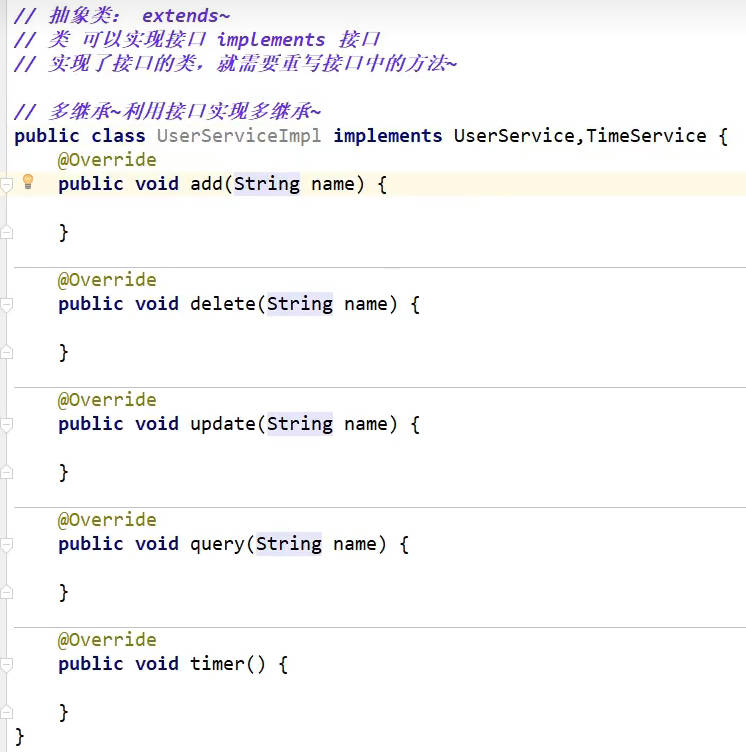 // 抽象类： extends~
// 类 可以实现接口 implements 接口
// 实现了接口的类，就需要重写接口中的方法~
// 多继承~利用接口实现多继承~
public class UserServiceImpl implements UserService,TimeService {
@Override
public void add(String name) {
}
@Override
public void delete(String name) {
}
@Override
public void update(String name) {
}
@Override
public void query(String name) {
}
@Override
public void timer() {
}
}